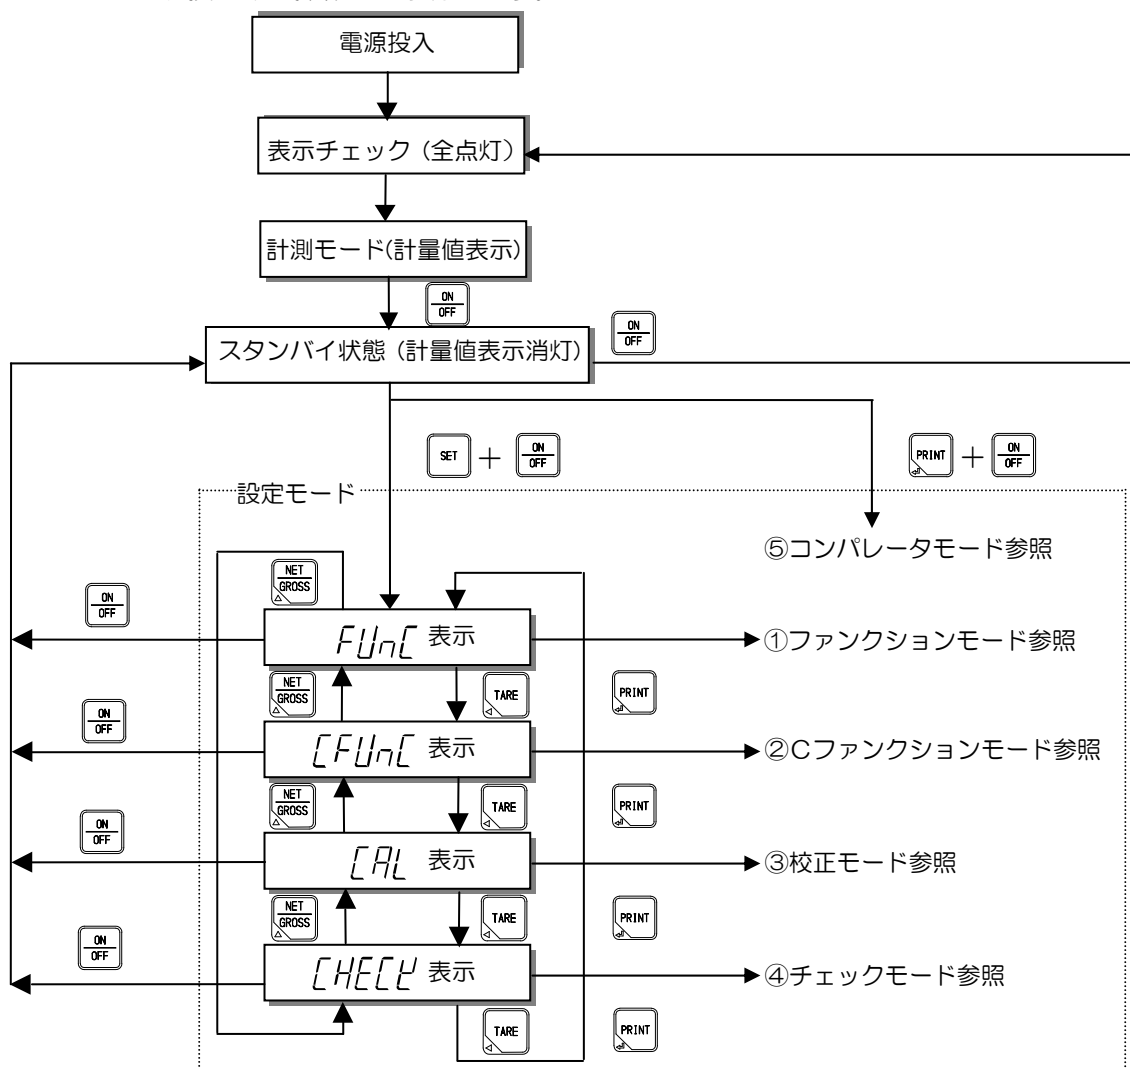 電源投入
表示チェック（全点灯）
計測モード(計量値表示)
ON
OFF
スタンバイ状態（計量値表示消灯）
ON
OFF
SET + ON
OFF
PRINT + ON
OFF
設定モード
⑤コンパレータモード参照
NET
GROSS
ON
OFF
FUnC 表示
①ファンクションモード参照
NET
GROSS
TARE
PRINT
ON
OFF
CFUnC 表示
②Cファンクションモード参照
NET
GROSS
TARE
PRINT
ON
OFF
CAL 表示
③校正モード参照
NET
GROSS
TARE
PRINT
ON
OFF
CHECK 表示
④チェックモード参照
TARE
PRINT